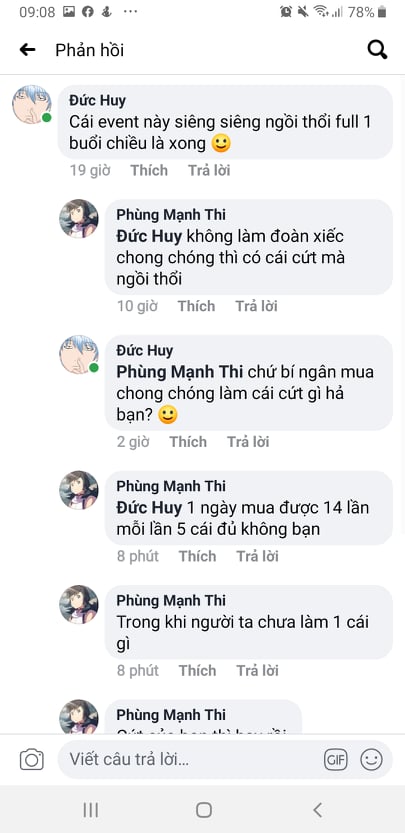 09:08
78%
Phản hồi
Đức Huy
Cái event này siêng siêng ngồi thổi full 1
buổi chiều là xong
19 giờ Thích Trả lời
Phùng Mạnh Thi
Đức Huy không làm đoàn xiếc
chong chóng thì có cái cứt mà
ngồi thổi
10 giờ Thích Trả lời
Đức Huy
Phùng Mạnh Thi chứ bí ngân mua
chong chóng làm cái cứt gì hả
bạn?
2 giờ Thích Trả lời
Phùng Mạnh Thi
Đức Huy 1 ngày mua được 14 lần
mỗi lần 5 cái đủ không bạn
8 phút Thích Trả lời
Phùng Mạnh Thi
Trong khi người ta chưa làm 1 cái
gì
8 phút Thích Trả lời
Phùng Mạnh Thi
Viết câu trả lời...
GIF